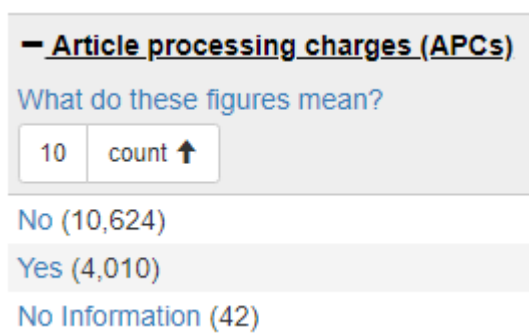 − Article processing charges (APCs)
What do these figures mean?
10 count ↑
No (10,624)
Yes (4,010)
No Information (42)